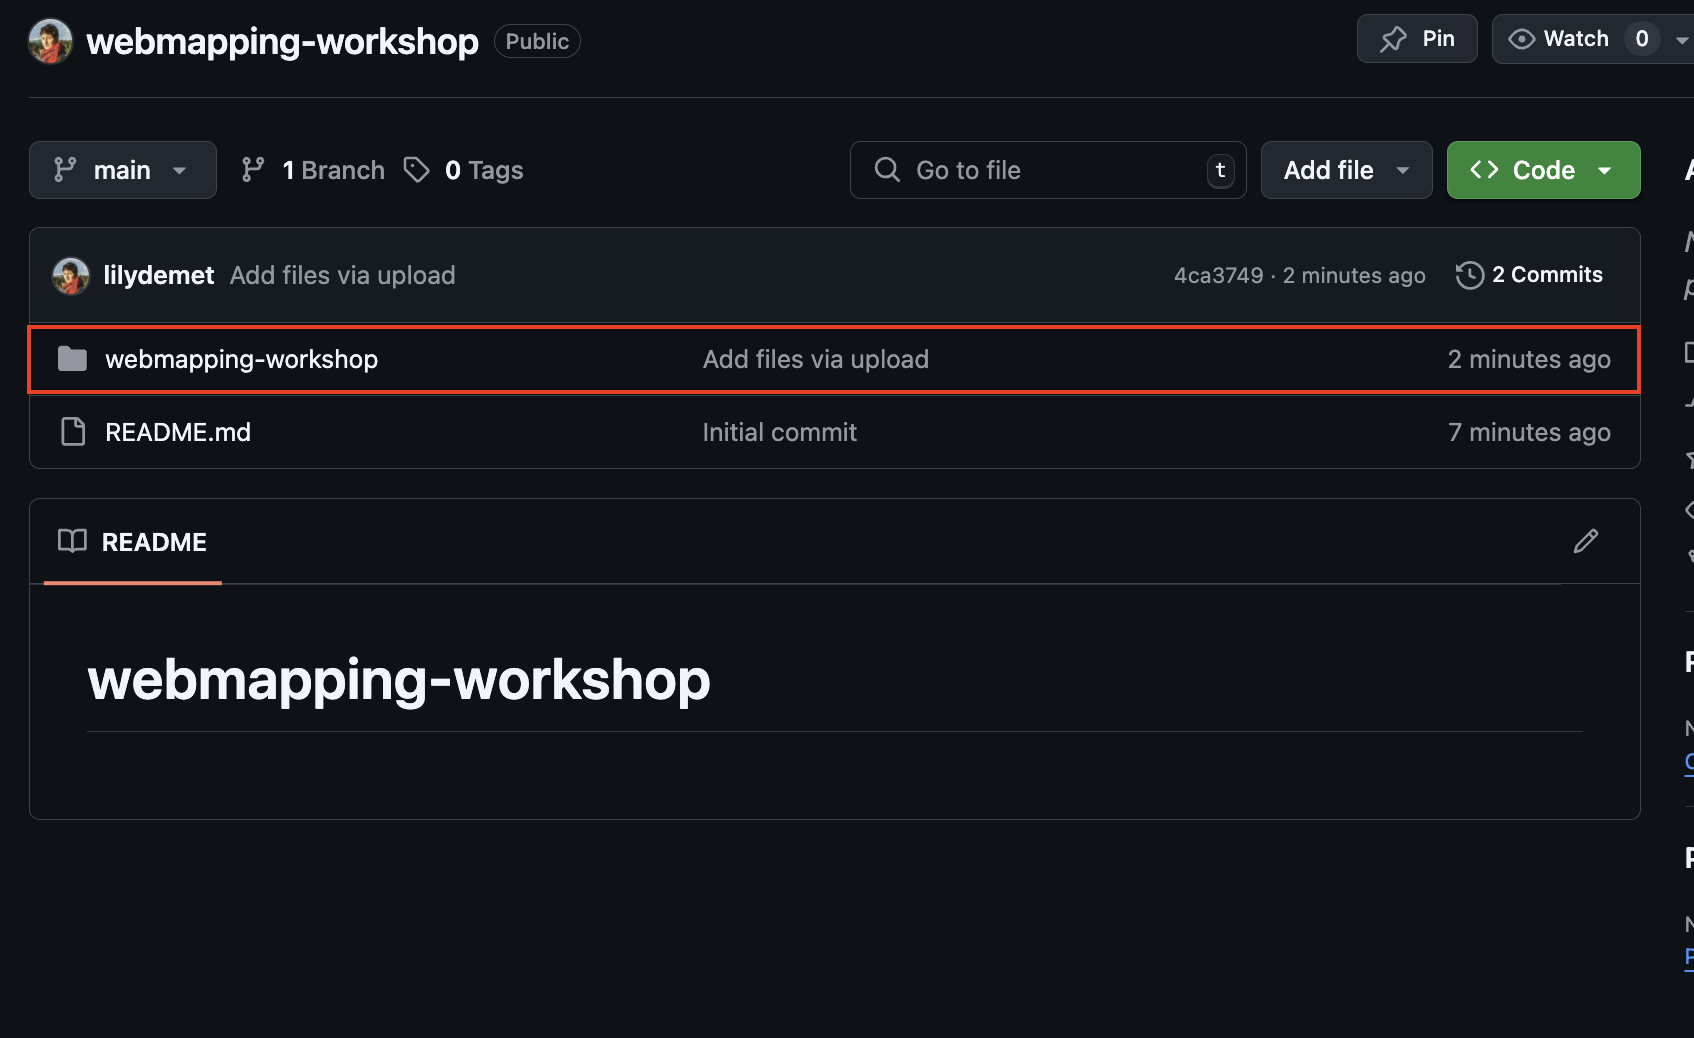 webmapping-workshop Public Pin Watch 0
main 1 Branch 0 Tags Go to file t Add file Code
lilydemet Add files via upload 4ca3749 · 2 minutes ago 2 Commits
webmapping-workshop Add files via upload 2 minutes ago
README.md Initial commit 7 minutes ago
README
webmapping-workshop